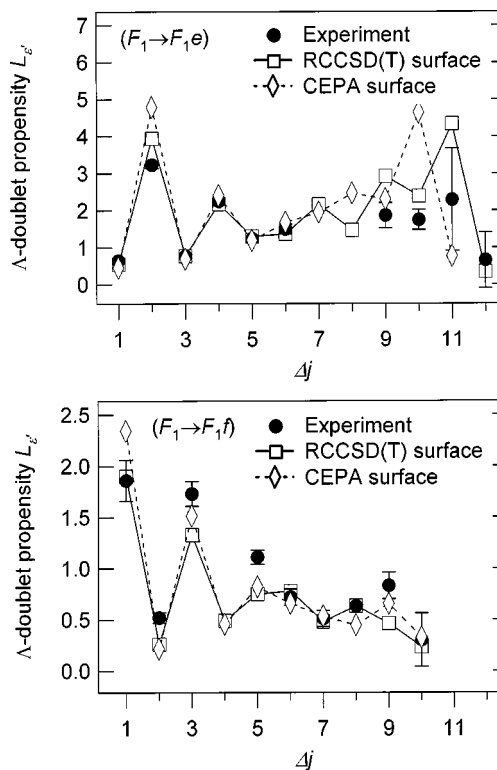 (F₁→F₁e)
Experiment
RCCSD(T) surface
CEPA surface
Λ-doublet propensity Lε'
7
6
5
4
3
2
1
0
1 3 5 7 9 11
Δj
(F₁→F₁f)
Experiment
RCCSD(T) surface
CEPA surface
Λ-doublet propensity Lε'
2.5
2.0
1.5
1.0
0.5
0.0
1 3 5 7 9 11
Δj